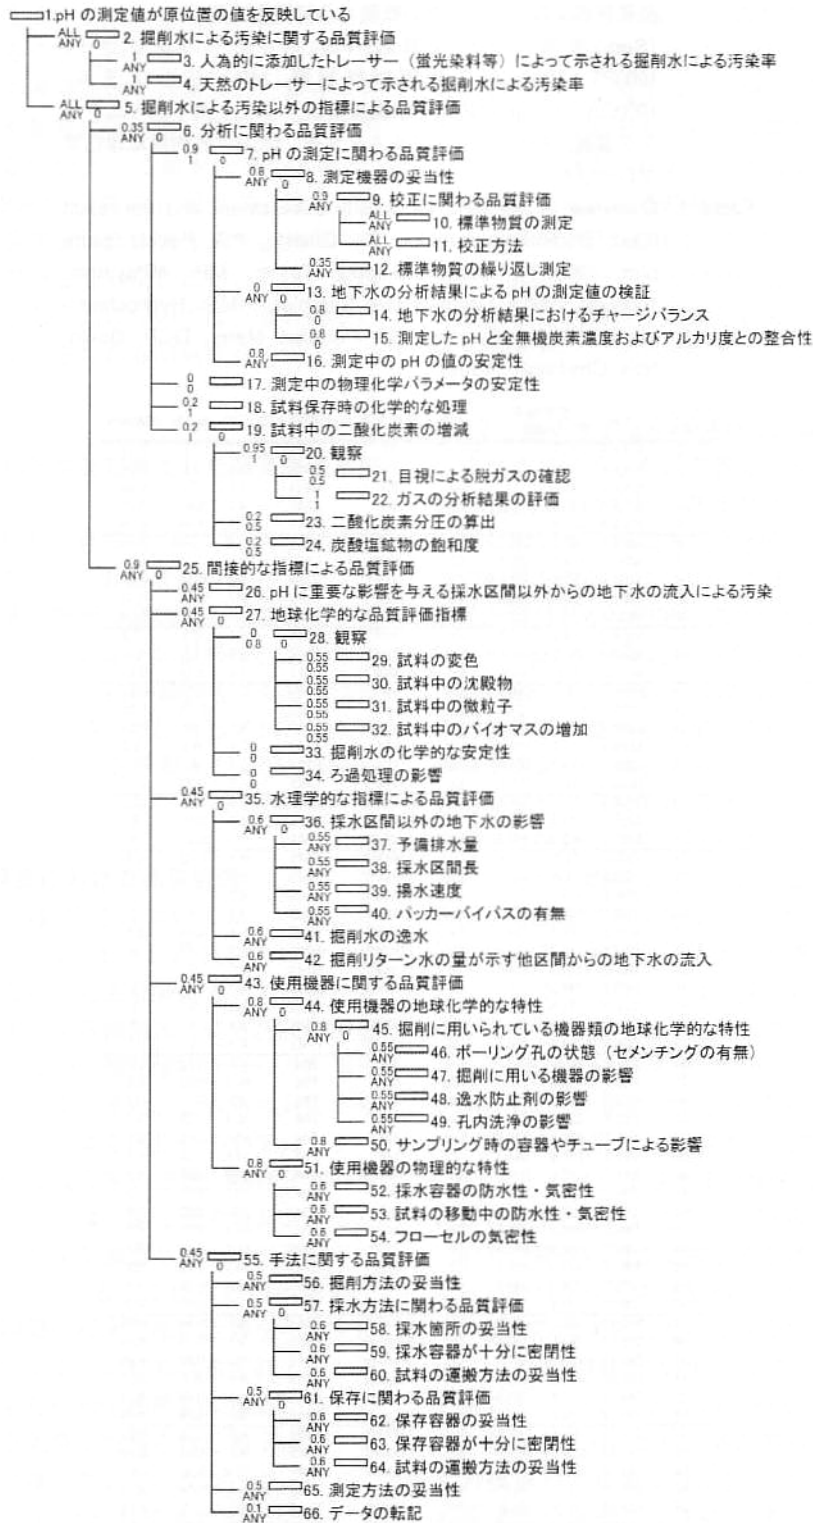 1.pH の測定値が原位置の値を反映している
ALL ANY 0 2. 掘削水による汚染に関する品質評価
1 ANY 3. 人為的に添加したトレーサー（蛍光染料等）によって示される掘削水による汚染率
1 ANY 4. 天然のトレーサーによって示される掘削水による汚染率
ALL ANY 0 5. 掘削水による汚染以外の指標による品質評価
0.35 ANY 0 6. 分析に関わる品質評価
0.9 1 0 7. pH の測定に関わる品質評価
0.8 ANY 0 8. 測定機器の妥当性
0.9 ANY 0 9. 校正に関わる品質評価
ALL ANY 10. 標準物質の測定
ALL ANY 11. 校正方法
0.35 ANY 12. 標準物質の繰り返し測定
0 ANY 0 13. 地下水の分析結果による pH の測定値の検証
0.8 0 14. 地下水の分析結果におけるチャージバランス
0.8 0 15. 測定した pH と全無機炭素濃度およびアルカリ度との整合性
0.8 ANY 16. 測定中の pH の値の安定性
0 0 17. 測定中の物理化学パラメータの安定性
0.2 1 18. 試料保存時の化学的な処理
0.2 1 0 19. 試料中の二酸化炭素の増減
0.95 1 0 20. 観察
0.5 0.5 21. 目視による脱ガスの確認
1 1 22. ガスの分析結果の評価
0.2 0.5 23. 二酸化炭素分圧の算出
0.2 0.5 24. 炭酸塩鉱物の飽和度
0.9 ANY 0 25. 間接的な指標による品質評価
0.45 ANY 26. pH に重要な影響を与える採水区間以外からの地下水の流入による汚染
0.45 ANY 0 27. 地球化学的な品質評価指標
0 0.8 0 28. 観察
0.55 0.55 29. 試料の変色
0.55 0.55 30. 試料中の沈殿物
0.55 0.55 31. 試料中の微粒子
0.55 0.55 32. 試料中のバイオマスの増加
0 0 33. 掘削水の化学的な安定性
0 0 34. ろ過処理の影響
0.45 ANY 0 35. 水理学的な指標による品質評価
0.6 ANY 0 36. 採水区間以外の地下水の影響
0.55 ANY 37. 予備排水量
0.55 ANY 38. 採水区間長
0.55 ANY 39. 揚水速度
0.55 ANY 40. パッカーバイパスの有無
0.6 ANY 41. 掘削水の逸水
0.6 ANY 42. 掘削リターン水の量が示す他区間からの地下水の流入
0.45 ANY 0 43. 使用機器に関する品質評価
0.8 ANY 0 44. 使用機器の地球化学的な特性
0.8 ANY 0 45. 掘削に用いられている機器類の地球化学的な特性
0.55 ANY 46. ボーリング孔の状態（セメンチングの有無）
0.55 ANY 47. 掘削に用いる機器の影響
0.55 ANY 48. 逸水防止剤の影響
0.55 ANY 49. 孔内洗浄の影響
0.8 ANY 50. サンプリング時の容器やチューブによる影響
0.8 ANY 0 51. 使用機器の物理的な特性
0.6 ANY 52. 採水容器の防水性・気密性
0.6 ANY 53. 試料の移動中の防水性・気密性
0.6 ANY 54. フローセルの気密性
0.45 ANY 0 55. 手法に関する品質評価
0.5 ANY 56. 掘削方法の妥当性
0.5 ANY 0 57. 採水方法に関わる品質評価
0.6 ANY 58. 採水箇所の妥当性
0.6 ANY 59. 採水容器が十分に密閉性
0.6 ANY 60. 試料の運搬方法の妥当性
0.5 ANY 0 61. 保存に関わる品質評価
0.6 ANY 62. 保存容器の妥当性
0.6 ANY 63. 保存容器が十分に密閉性
0.6 ANY 64. 試料の運搬方法の妥当性
0.5 ANY 65. 測定方法の妥当性
0.1 ANY 66. データの転記